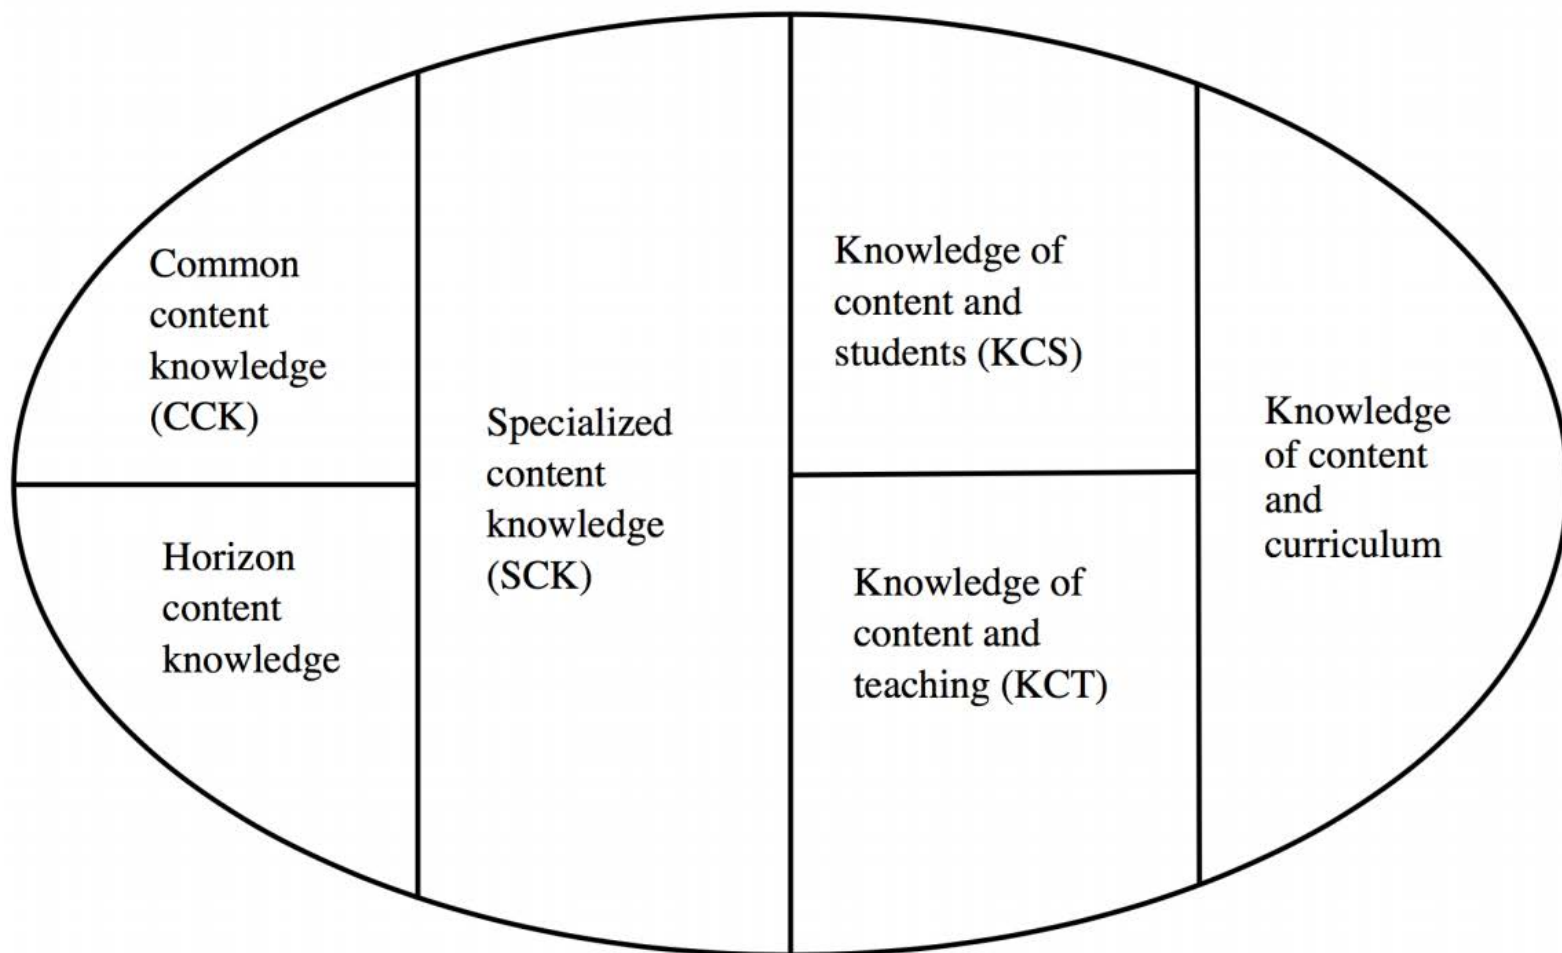 Common
content
knowledge
(CCK)
Horizon
content
knowledge
Specialized
content
knowledge
(SCK)
Knowledge of
content and
students (KCS)
Knowledge of
content and
teaching (KCT)
Knowledge
of content
and
curriculum